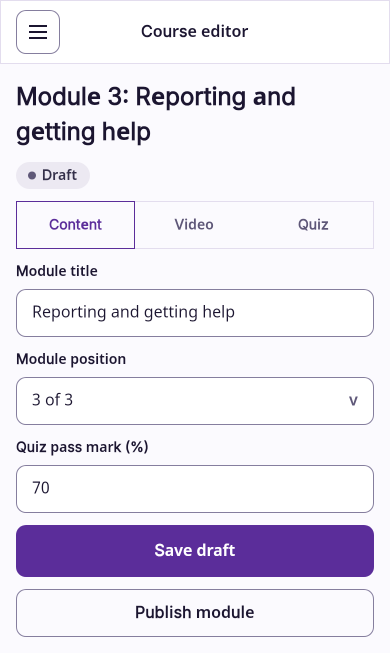 Course editor
Module 3: Reporting and
getting help
Draft
Content Video Quiz
Module title
Reporting and getting help
Module position
3 of 3 v
Quiz pass mark (%)
70
Save draft
Publish module